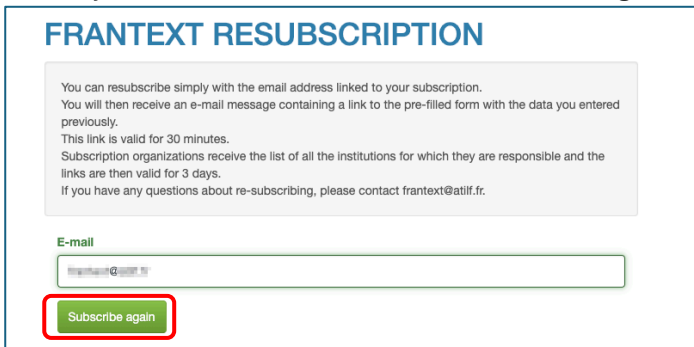 FRANTEXT RESUBSCRIPTION
You can resubscribe simply with the email address linked to your subscription.
You will then receive an e-mail message containing a link to the pre-filled form with the data you entered
previously.
This link is valid for 30 minutes.
Subscription organizations receive the list of all the institutions for which they are responsible and the
links are then valid for 3 days.
If you have any questions about re-subscribing, please contact frantext@atilf.fr.
E-mail
Subscribe again